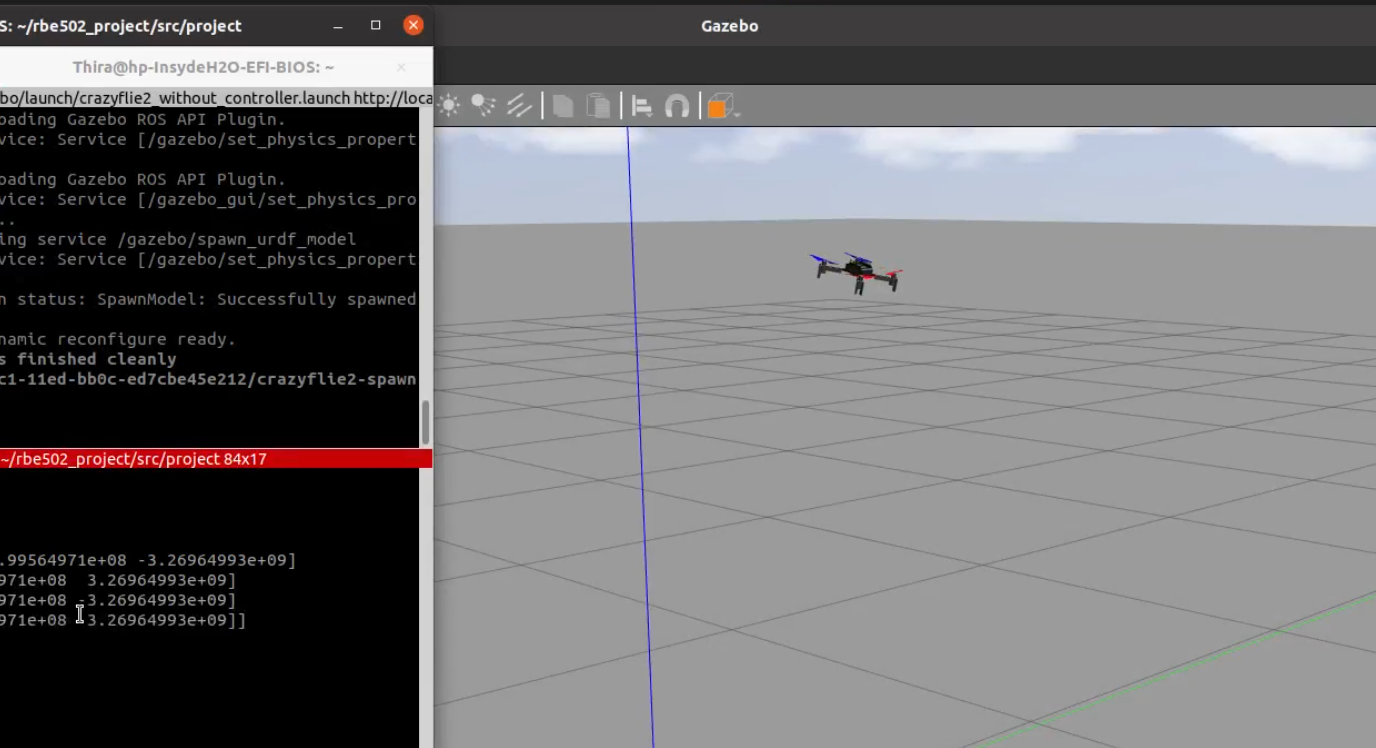 S: ~/rbe502_project/src/project
Gazebo
Thira@hp-InsydeH2O-EFI-BIOS: ~
bo/launch/crazyflie2_without_controller.launch http://loca
oading Gazebo ROS API Plugin.
vice: Service [/gazebo/set_physics_propert
oading Gazebo ROS API Plugin.
vice: Service [/gazebo_gui/set_physics_pro
..
ing service /gazebo/spawn_urdf_model
vice: Service [/gazebo/set_physics_propert
n status: SpawnModel: Successfully spawned
namic reconfigure ready.
s finished cleanly
c1-11ed-bb0c-ed7cbe45e212/crazyflie2-spawn
~/rbe502_project/src/project 84x17
.99564971e+08 -3.26964993e+09]
971e+08  3.26964993e+09]
971e+08 -3.26964993e+09]
971e+08  3.26964993e+09]]